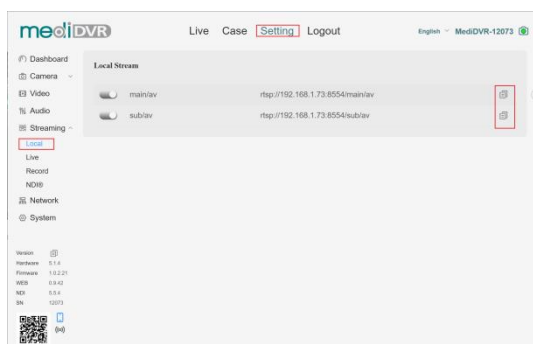 mediDVR Live Case Setting Logout English MediDVR-12073
Dashboard
Camera
Video
Audio
Streaming
Local
Live
Record
NDI®
Network
System
Local Stream
main/av rtsp://192.168.1.73:8554/main/av
sub/av rtsp://192.168.1.73:8554/sub/av
Version
Hardware 5.1.0
Firmware 1.0.2.21
WEB 0.9.42
NDI 5.5.4
SN 12073